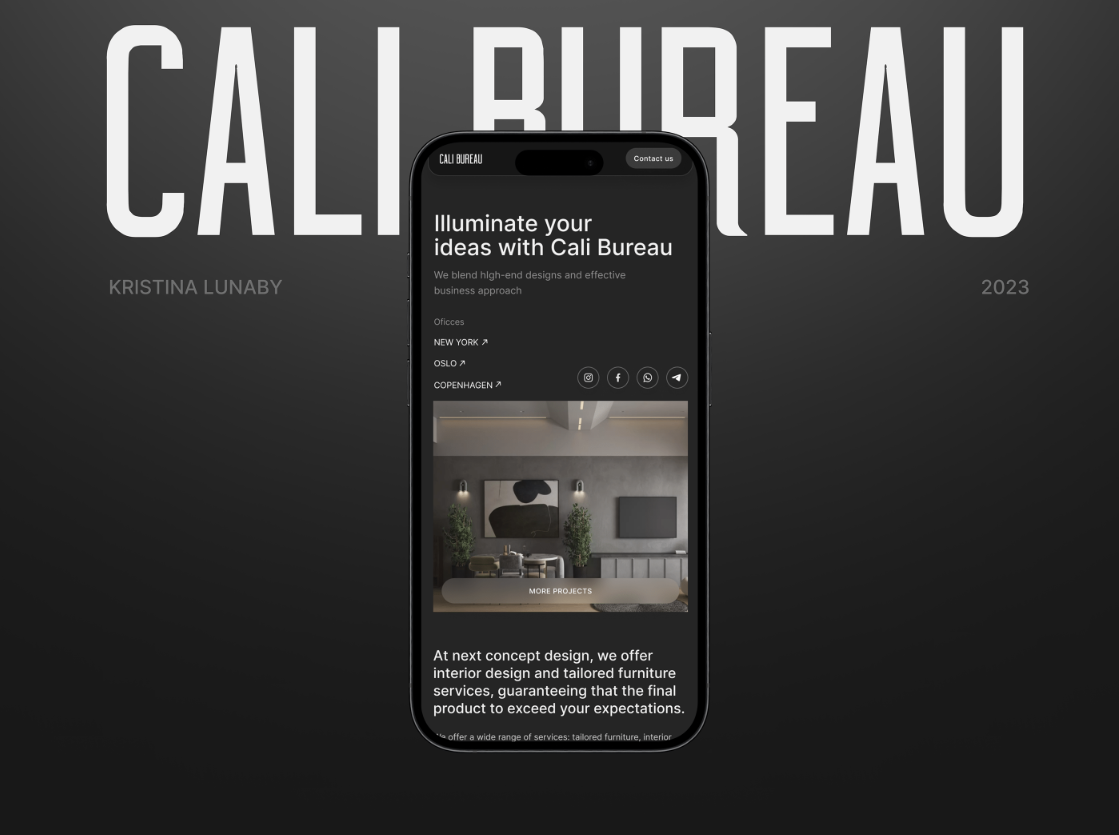 CALI BUREAU
KRISTINA LUNABY
2023
CALI BUREAU
Contact us
Illuminate your
ideas with Cali Bureau
We blend high-end designs and effective
business approach
Oficces
NEW YORK ↗
OSLO ↗
COPENHAGEN ↗
MORE PROJECTS
At next concept design, we offer
interior design and tailored furniture
services, guaranteeing that the final
product to exceed your expectations.
We offer a wide range of services: tailored furniture, interior